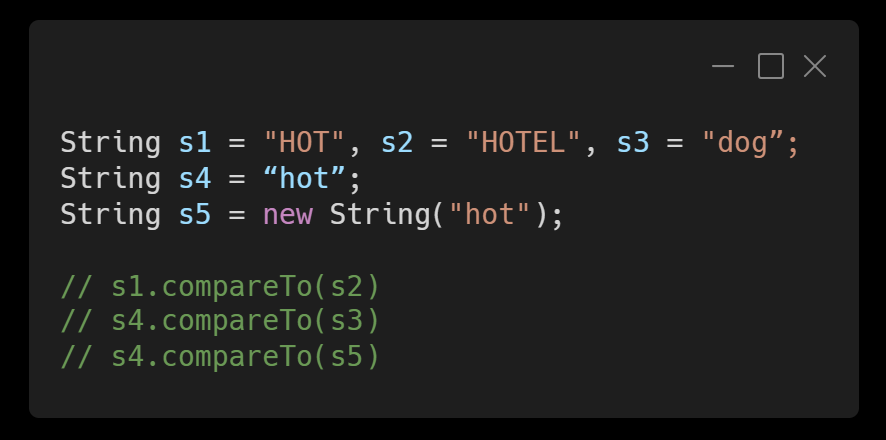 String s1 = "HOT", s2 = "HOTEL", s3 = "dog”;
String s4 = “hot”;
String s5 = new String("hot");
// s1.compareTo(s2)
// s4.compareTo(s3)
// s4.compareTo(s5)